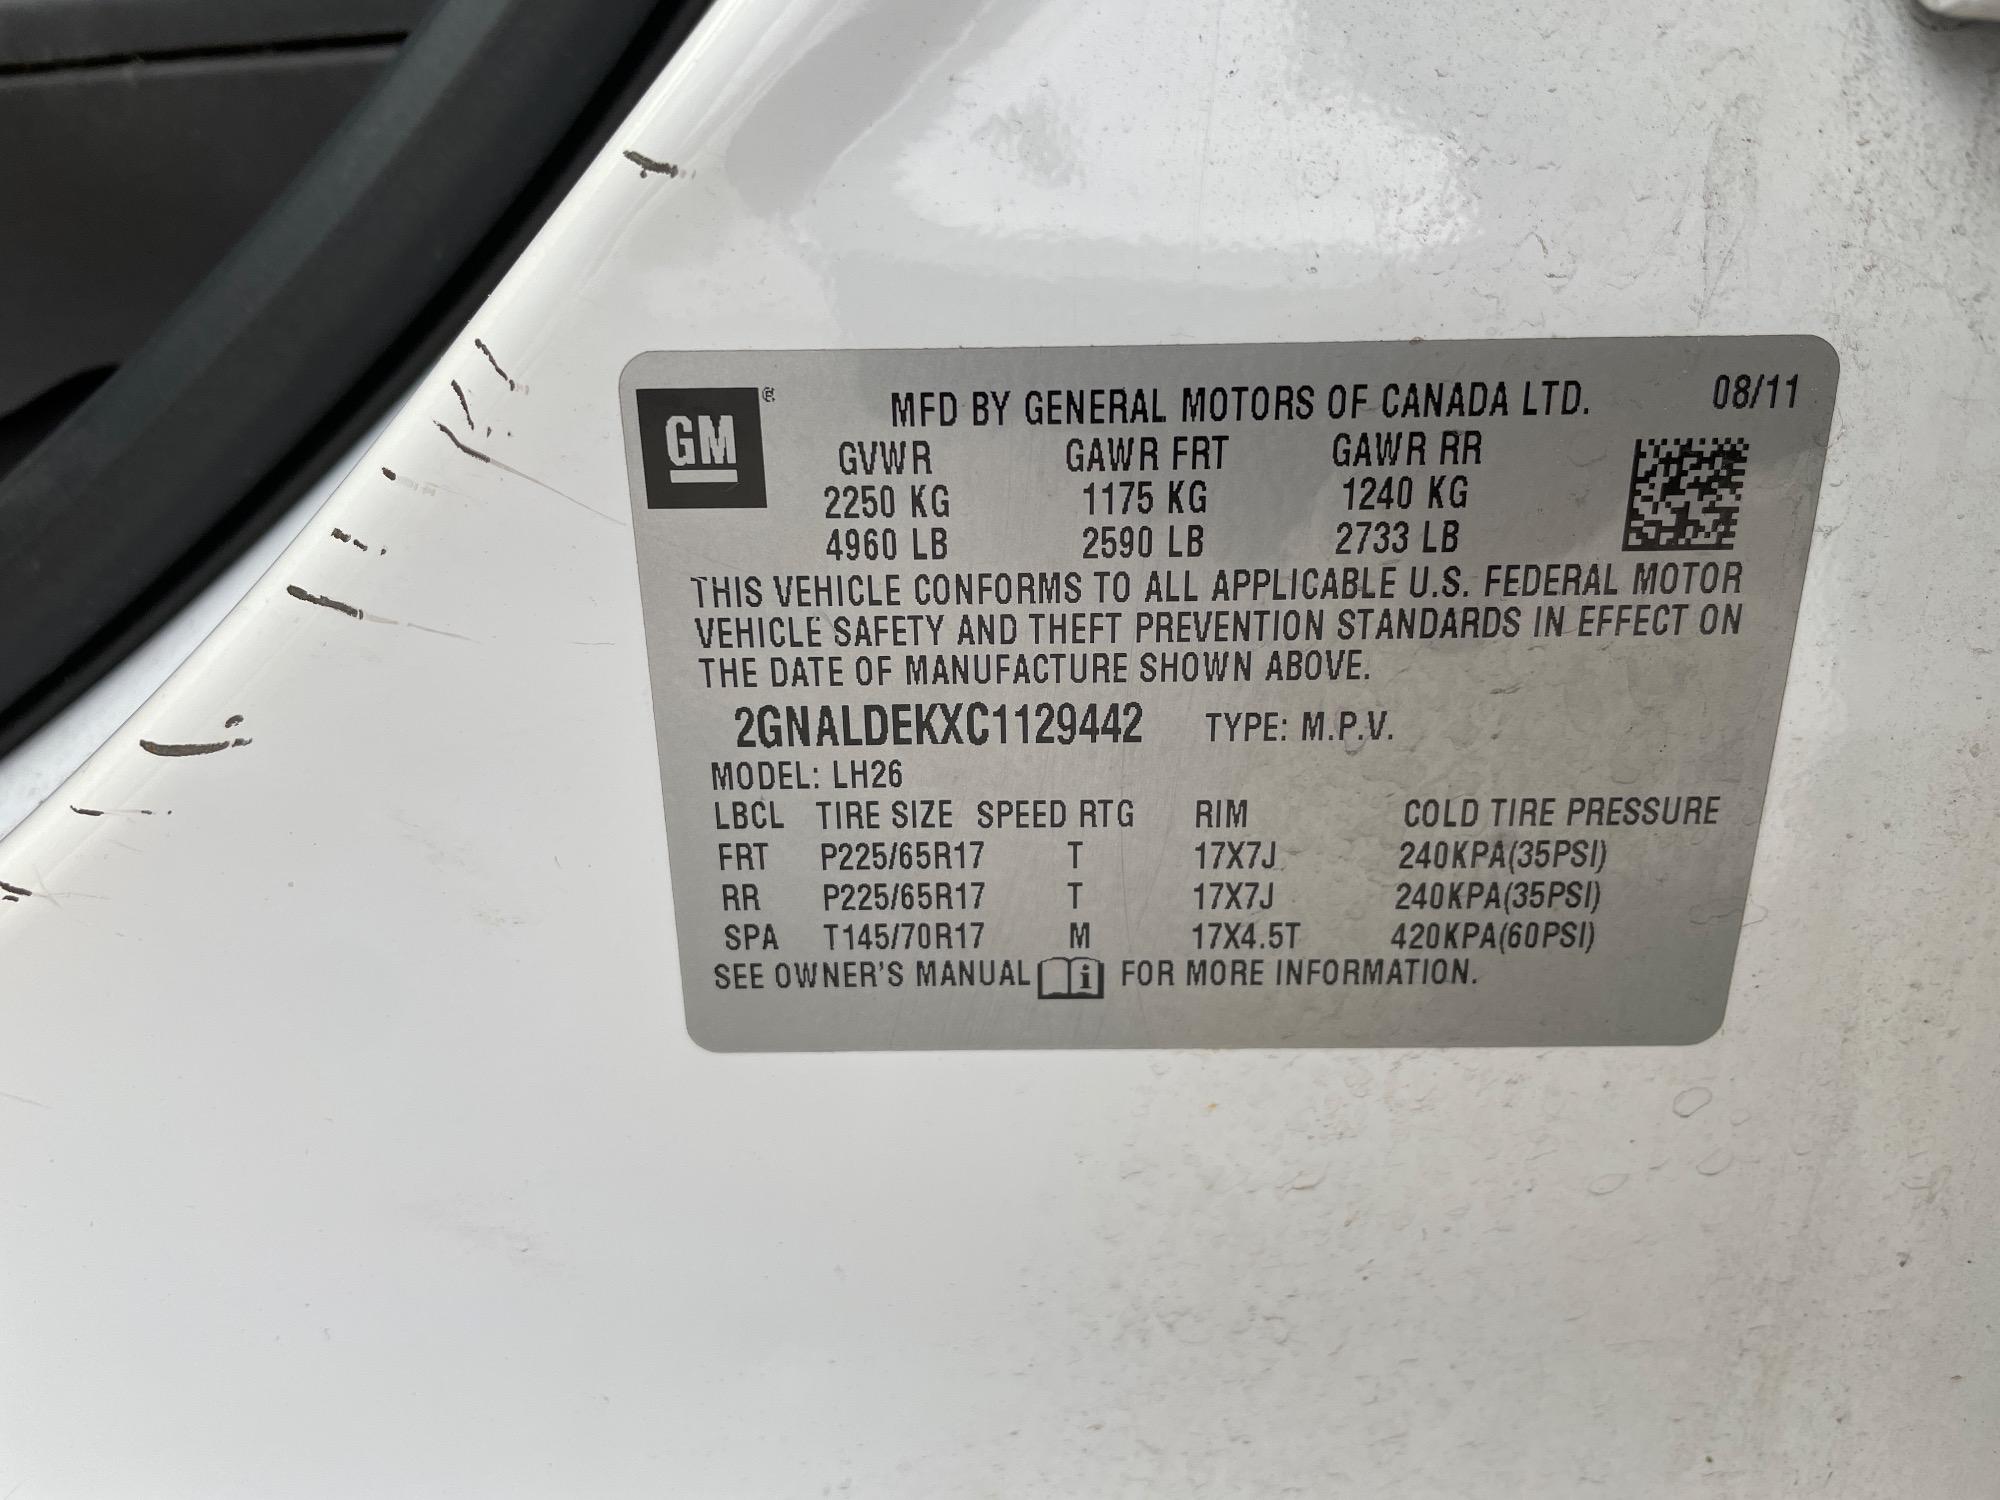 GM ®
MFD BY GENERAL MOTORS OF CANADA LTD. 08/11
GVWR GAWR FRT GAWR RR
2250 KG 1175 KG 1240 KG
4960 LB 2590 LB 2733 LB
THIS VEHICLE CONFORMS TO ALL APPLICABLE U.S. FEDERAL MOTOR
VEHICLE SAFETY AND THEFT PREVENTION STANDARDS IN EFFECT ON
THE DATE OF MANUFACTURE SHOWN ABOVE.
2GNALDEKXC1129442 TYPE: M.P.V.
MODEL: LH26
LBCL TIRE SIZE SPEED RTG RIM COLD TIRE PRESSURE
FRT P225/65R17 T 17X7J 240KPA(35PSI)
RR P225/65R17 T 17X7J 240KPA(35PSI)
SPA T145/70R17 M 17X4.5T 420KPA(60PSI)
SEE OWNER'S MANUAL i FOR MORE INFORMATION.